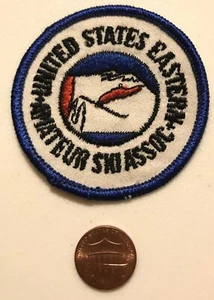 UNITED STATES EASTERN
AMATEUR SKI ASSOC